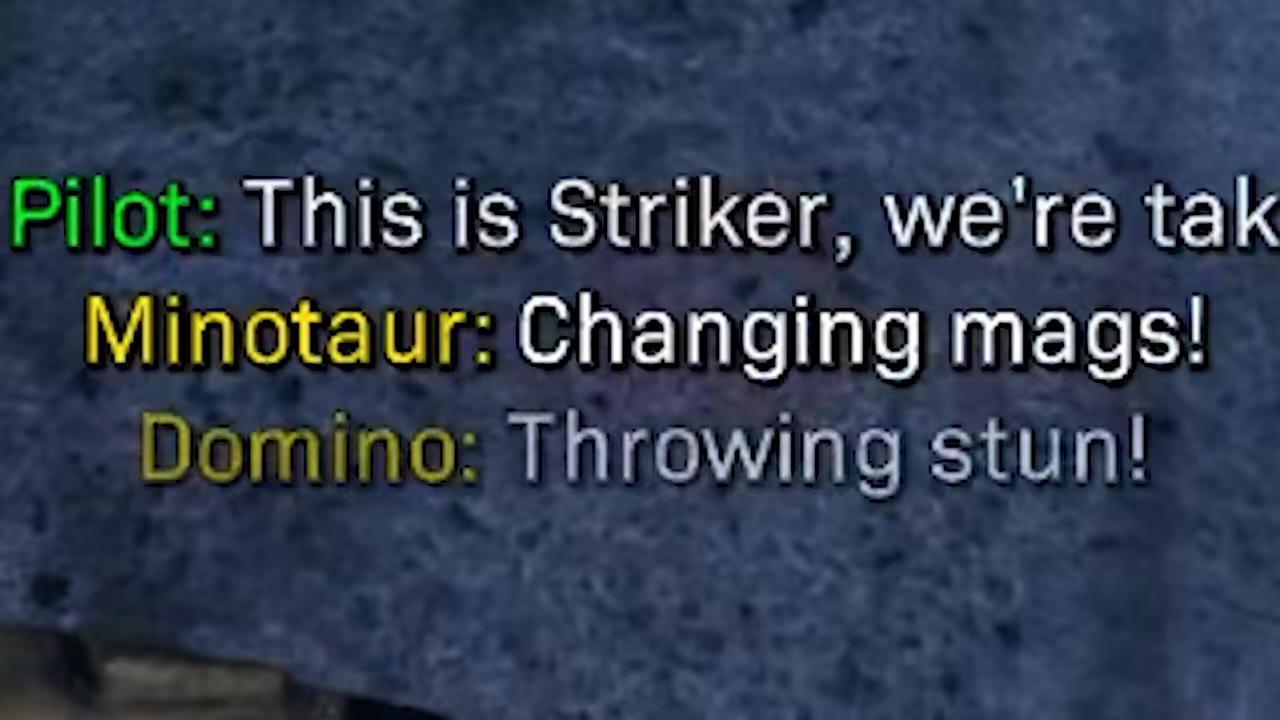 Pilot: This is Striker, we're tak
Minotaur: Changing mags!
Domino: Throwing stun!